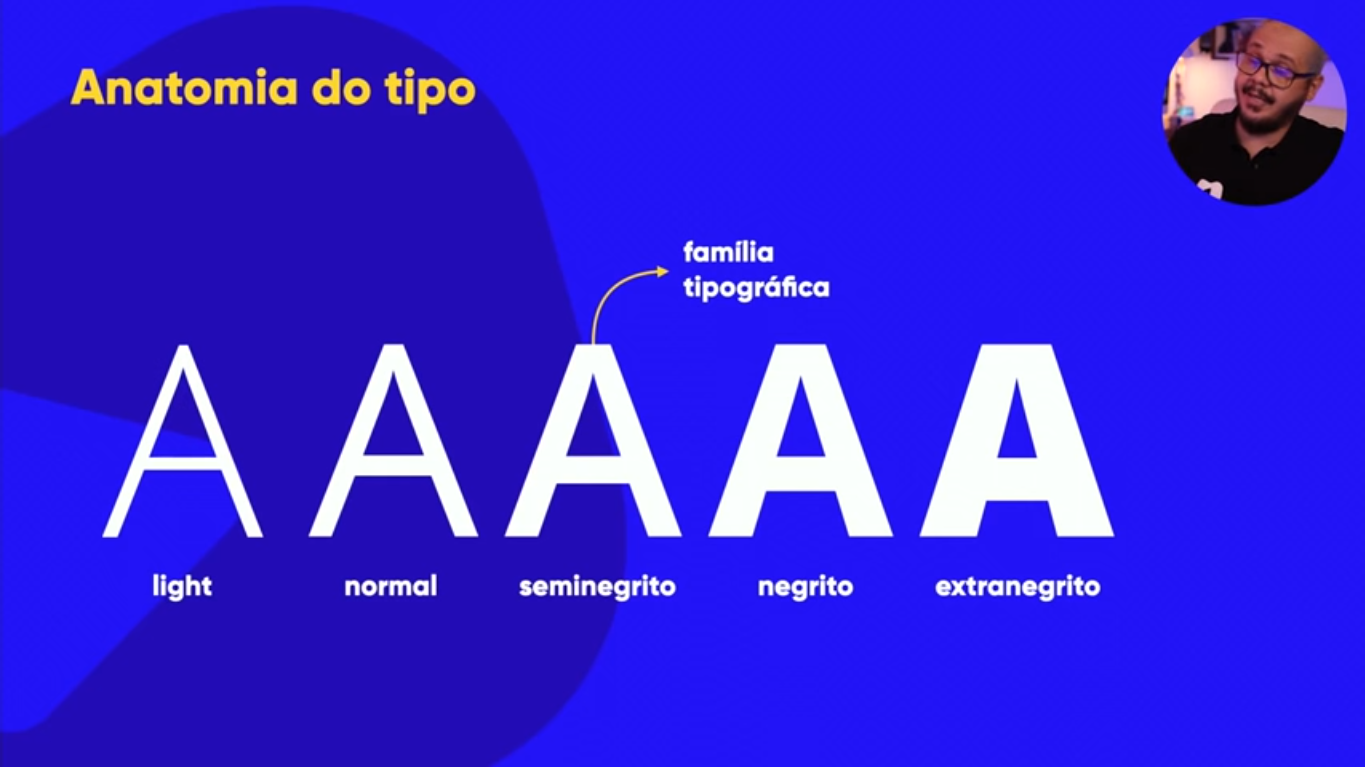 Anatomia do tipo
família
tipográfica
A A A A A
light normal seminegrito negrito extranegrito